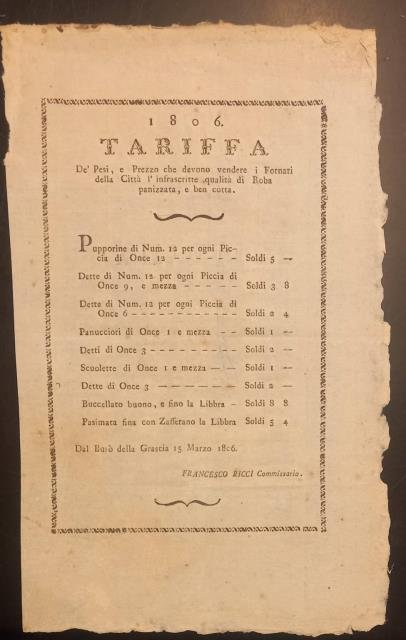 1806.
TARIFFA
De' Pesi, e Prezzo che devono vendere i Fornari
della Città l' infrascritte qualità di Roba
panizzata, e ben cotta.
Pupporine di Num. 12 per ogni Pic-
cia di Once 12 - - - - - - Soldi 5 —
Dette di Num. 12 per ogni Piccia di
Once 9, e mezza - - - - - - Soldi 3 8
Dette di Num. 12 per ogni Piccia di
Once 6 — — — — — — Soldi 2 4
Panucciori di Once 1 e mezza - - Soldi 1 —
Detti di Once 3 - - - - - - - Soldi 2 —
Scuolette di Once 1 e mezza — — Soldi 1 —
Dette di Once 3 — — — — — Soldi 2 —
Buccellato buono, e fino la Libbra - Soldi 8 8
Pasimata fina con Zafferano la Libbra Soldi 5 4
Dal Burò della Grascia 15 Marzo 1806.
FRANCESCO RICCI Commissario.